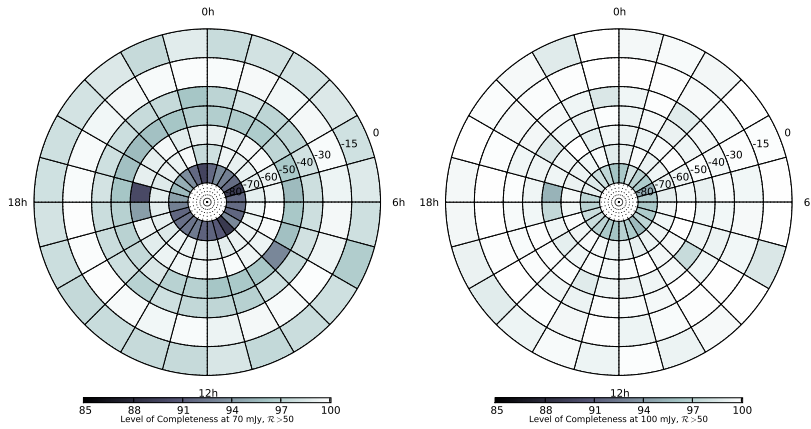 0h
0h
0
-15
-30
-40
-50
-60
-70
-80
0
-15
-30
-40
-50
-60
-70
-80
18h
6h
18h
6
12h
12h
85 88 91 94 97 100
Level of Completeness at 70 mJy, ℛ >50
85 88 91 94 97 100
Level of Completeness at 100 mJy, ℛ >50